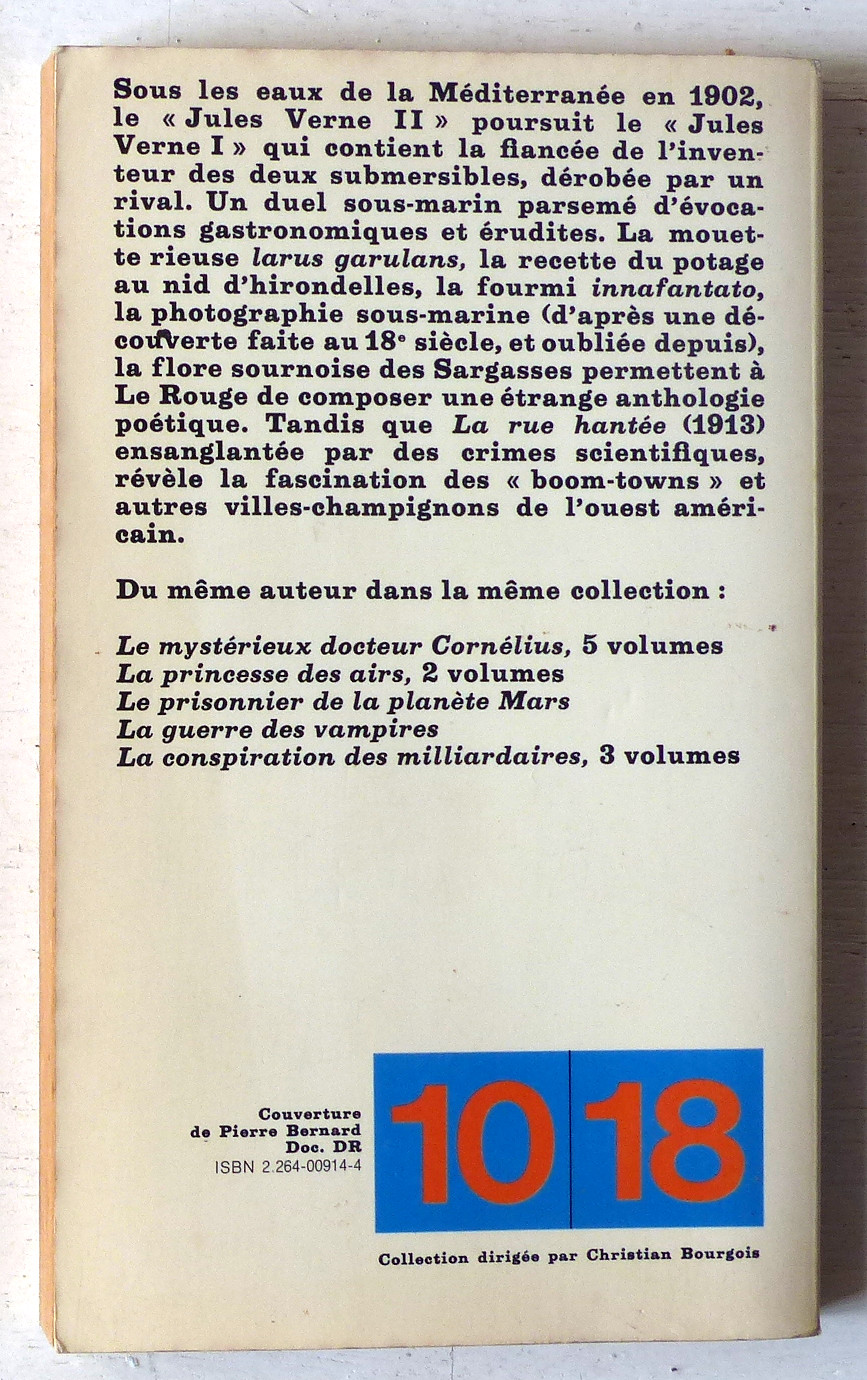 Sous les eaux de la Méditerranée en 1902,
le « Jules Verne II » poursuit le « Jules
Verne I » qui contient la fiancée de l'inven-
teur des deux submersibles, dérobée par un
rival. Un duel sous-marin parsemé d'évoca-
tions gastronomiques et érudites. La mouet-
te rieuse larus garulans, la recette du potage
au nid d'hirondelles, la fourmi innafantato,
la photographie sous-marine (d'après une dé-
couverte faite au 18e siècle, et oubliée depuis),
la flore sournoise des Sargasses permettent à
Le Rouge de composer une étrange anthologie
poétique. Tandis que La rue hantée (1913)
ensanglantée par des crimes scientifiques,
révèle la fascination des « boom-towns » et
autres villes-champignons de l'ouest améri-
cain.
Du même auteur dans la même collection :
Le mystérieux docteur Cornélius, 5 volumes
La princesse des airs, 2 volumes
Le prisonnier de la planète Mars
La guerre des vampires
La conspiration des milliardaires, 3 volumes
Couverture
de Pierre Bernard
Doc. DR
ISBN 2.264-00914-4
10 18
Collection dirigée par Christian Bourgois